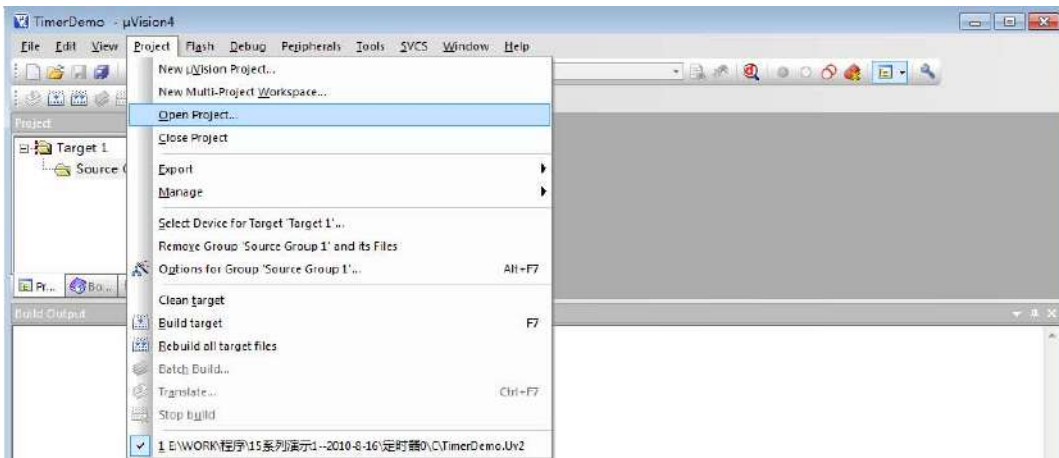 TimerDemo - µVision4
File Edit View Project Flash Debug Peripherals Tools SVCS Window Help
New µVision Project...
New Multi-Project Workspace...
Project
Open Project...
Close Project
Target 1
Source G
Export
Manage
Select Device for Target 'Target 1'...
Remove Group 'Source Group 1' and its Files
Options for Group 'Source Group 1'... Alt+F7
Pr... Bo...
Clean target
Build Output
Build target F7
Rebuild all target files
Batch Build...
Translate... Ctrl+F7
Stop build
1 E:\WORK\程序\15系列演示1--2010-8-16\定时器0\C\TimerDemo.Uv2